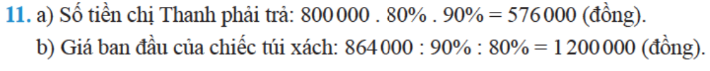 11. a) Số tiền chị Thanh phải trả: 800 000 . 80% . 90% = 576 000 (đồng).
b) Giá ban đầu của chiếc túi xách: 864 000 : 90% : 80% = 1 200 000 (đồng).